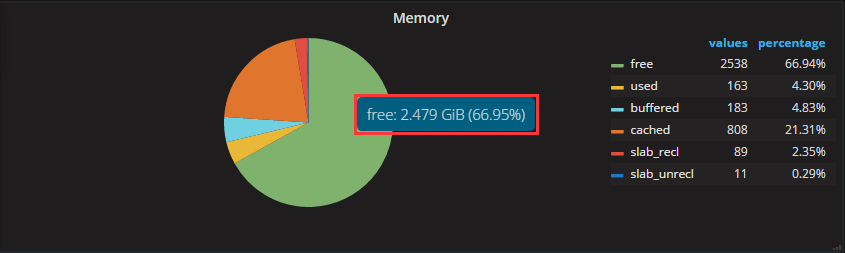 Memory
values percentage
free 2538 66.94%
used 163 4.30%
buffered 183 4.83%
cached 808 21.31%
slab_recl 89 2.35%
slab_unrecl 11 0.29%
free: 2.479 GiB (66.95%)